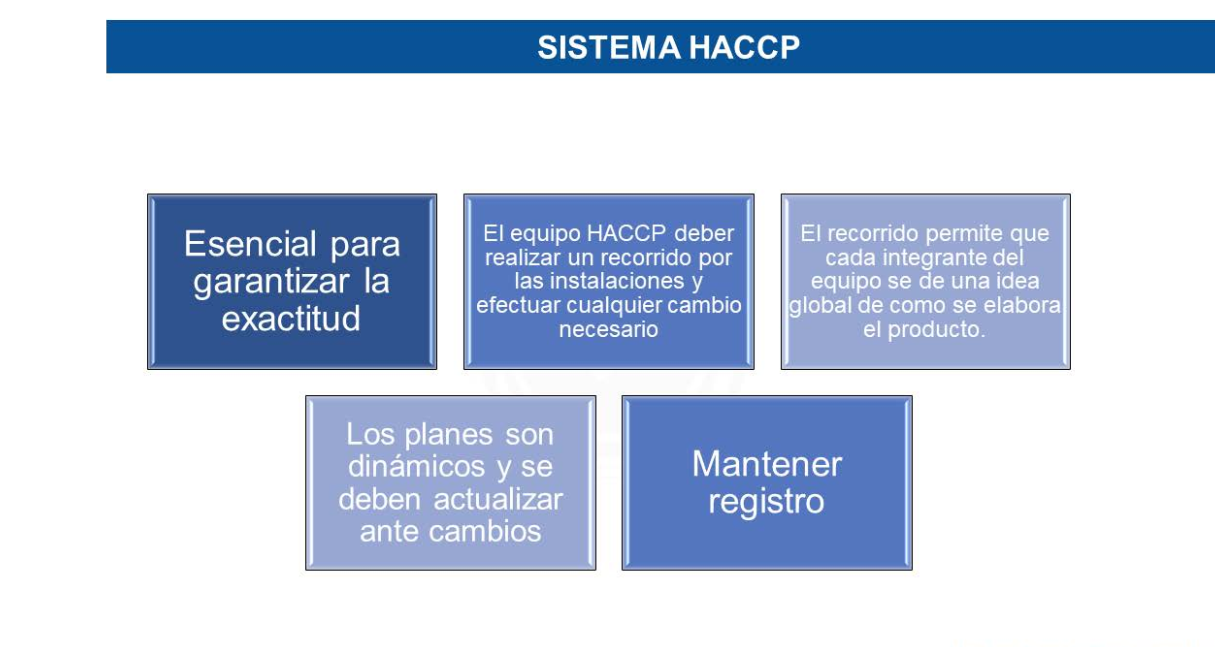 SISTEMA HACCP
Esencial para
garantizar la
exactitud
El equipo HACCP deber
realizar un recorrido por
las instalaciones y
efectuar cualquier cambio
necesario
El recorrido permite que
cada integrante del
equipo se de una idea
global de como se elabora
el producto.
Los planes son
dinámicos y se
deben actualizar
ante cambios
Mantener
registro